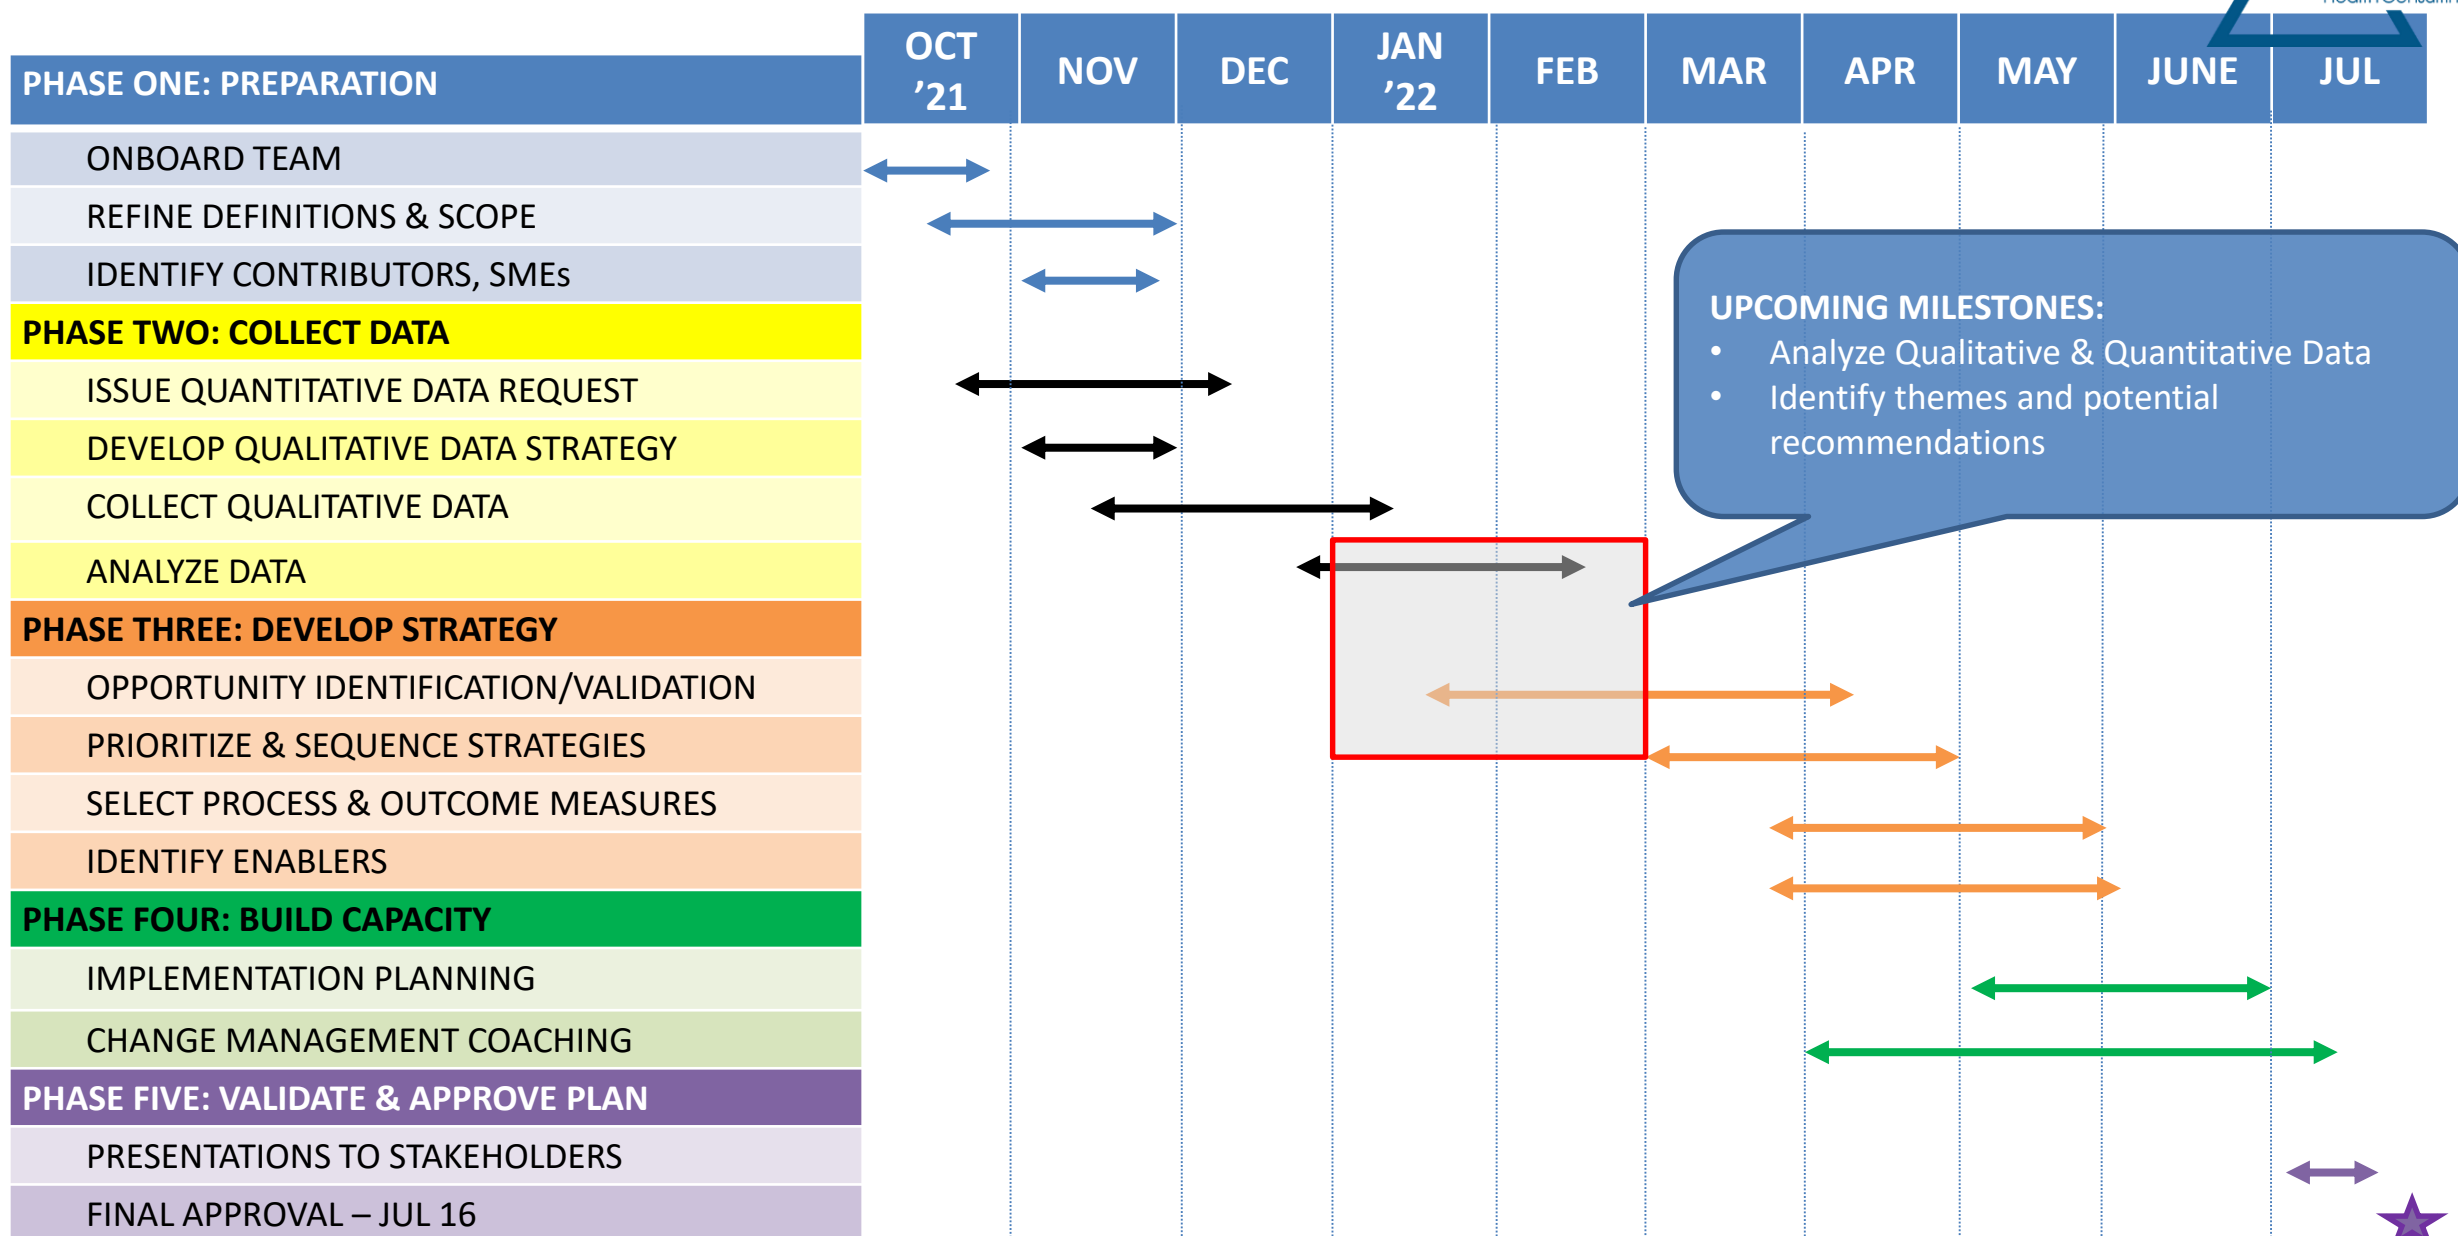 OCT
'21
NOV
DEC
JAN
'22
FEB
MAR
APR
MAY
JUNE
JUL
PHASE ONE: PREPARATION
ONBOARD TEAM
REFINE DEFINITIONS & SCOPE
IDENTIFY CONTRIBUTORS, SMEs
PHASE TWO: COLLECT DATA
ISSUE QUANTITATIVE DATA REQUEST
DEVELOP QUALITATIVE DATA STRATEGY
COLLECT QUALITATIVE DATA
ANALYZE DATA
PHASE THREE: DEVELOP STRATEGY
OPPORTUNITY IDENTIFICATION/VALIDATION
PRIORITIZE & SEQUENCE STRATEGIES
SELECT PROCESS & OUTCOME MEASURES
IDENTIFY ENABLERS
PHASE FOUR: BUILD CAPACITY
IMPLEMENTATION PLANNING
CHANGE MANAGEMENT COACHING
PHASE FIVE: VALIDATE & APPROVE PLAN
PRESENTATIONS TO STAKEHOLDERS
FINAL APPROVAL – JUL 16
UPCOMING MILESTONES:
• Analyze Qualitative & Quantitative Data
• Identify themes and potential
recommendations